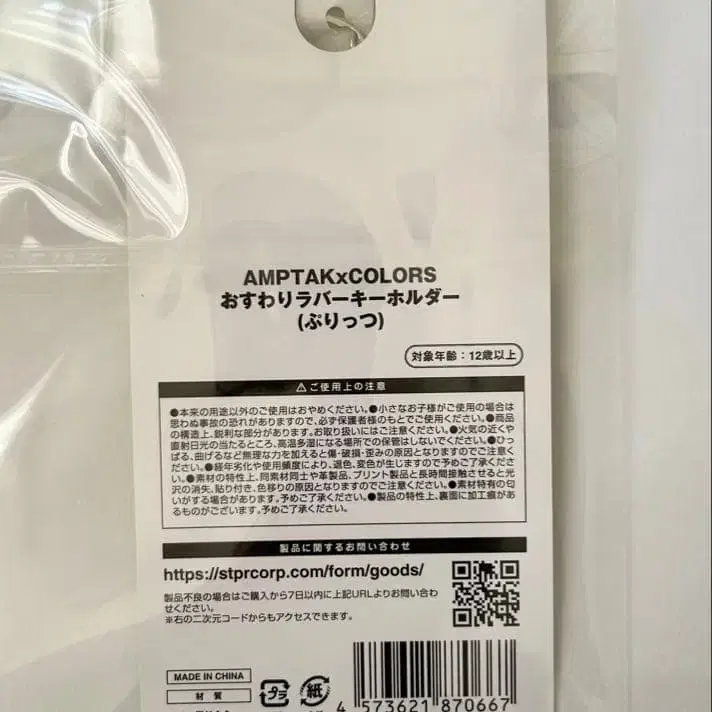 AMPTAKxCOLORS
おすわりラバーキーホルダー
(ぷりっつ)
対象年齢：12歳以上
⚠ご使用上の注意
●本来の用途以外のご使用はおやめください。●小さなお子様がご使用の場合は
思わぬ事故の恐れがありますので、必ず保護者様のもとでご使用ください。●商品
の構造上、鋭利な部分があります。お取り扱いにはご注意ください。●火気の近くや
直射日光の当たるところ、高温多湿になる場所での保管はしないでください。●ひっ
ぱる、曲げるなど無理な力を加えると傷・破損・歪みの原因となりますのでご注意くだ
さい。●経年劣化や使用頻度により、退色、変色が生じますので予めご了承くださ
い。●素材の特性上、同素材同士や革製品、プリント製品と長時間接触させると光
沢の消失、貼り付き、色移りの原因となりますのでご注意ください。●素材特有の匂
いがする場合があります。予めご了承ください。●製品の特性上、裏面に加工痕があ
るものがございます。予めご了承ください。
製品に関するお問い合わせ
https://stprcorp.com/form/goods/
製品不良の場合はご購入から7日以内に上記URLよりお問い合わ
せください。
※右の二次元コードからもアクセスできます。
MADE IN CHINA
材質
プラ
紙
4 573621 870667